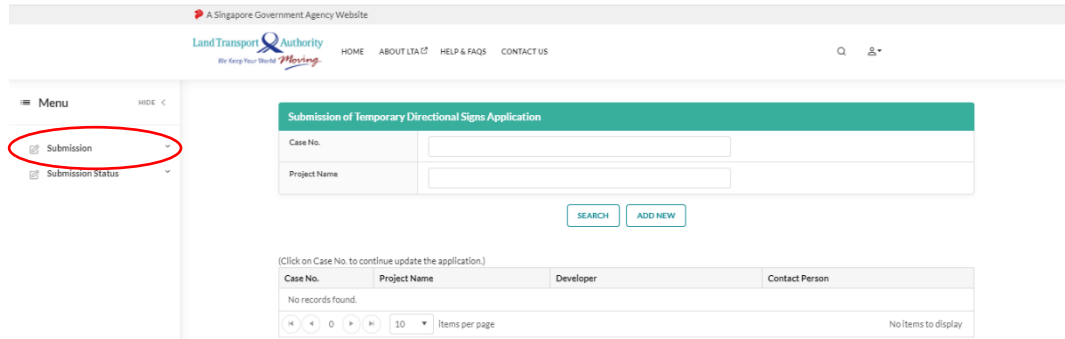 A Singapore Government Agency Website
Land Transport Authority
We Keep Your World Moving
HOME ABOUT LTA HELP & FAQS CONTACT US
Menu HIDE
Submission
Submission Status
Submission of Temporary Directional Signs Application
Case No.
Project Name
SEARCH ADD NEW
(Click on Case No. to continue update the application.)
Case No. Project Name Developer Contact Person
No records found.
0 10 items per page No items to display